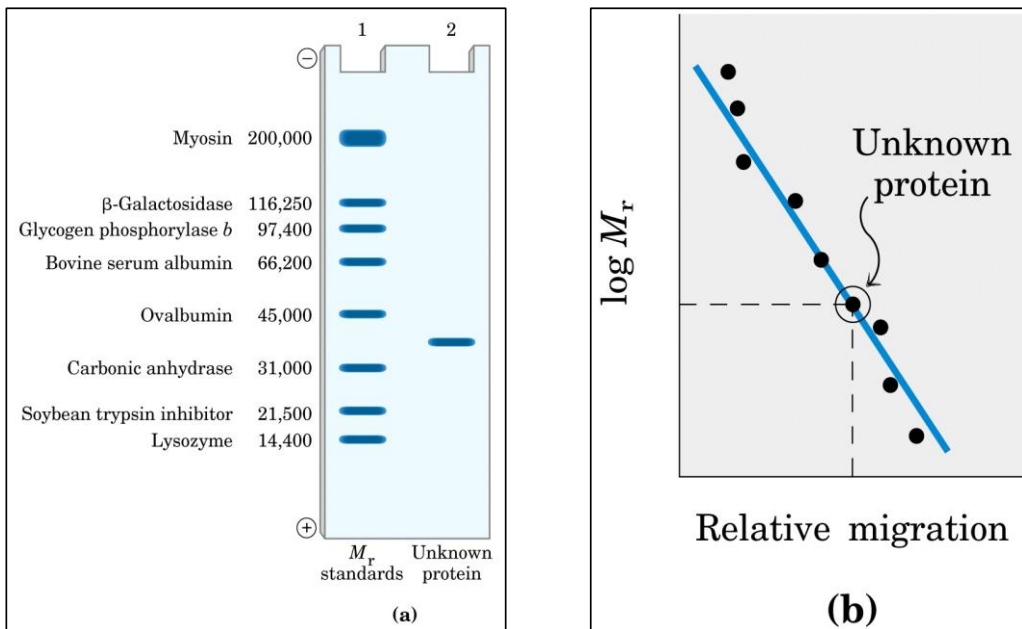 1 2
−
Myosin 200,000
β-Galactosidase 116,250
Glycogen phosphorylase b 97,400
Bovine serum albumin 66,200
Ovalbumin 45,000
Carbonic anhydrase 31,000
Soybean trypsin inhibitor 21,500
Lysozyme 14,400
+
Mr Unknown
standards protein
(a)
log Mr
Unknown
protein
Relative migration
(b)